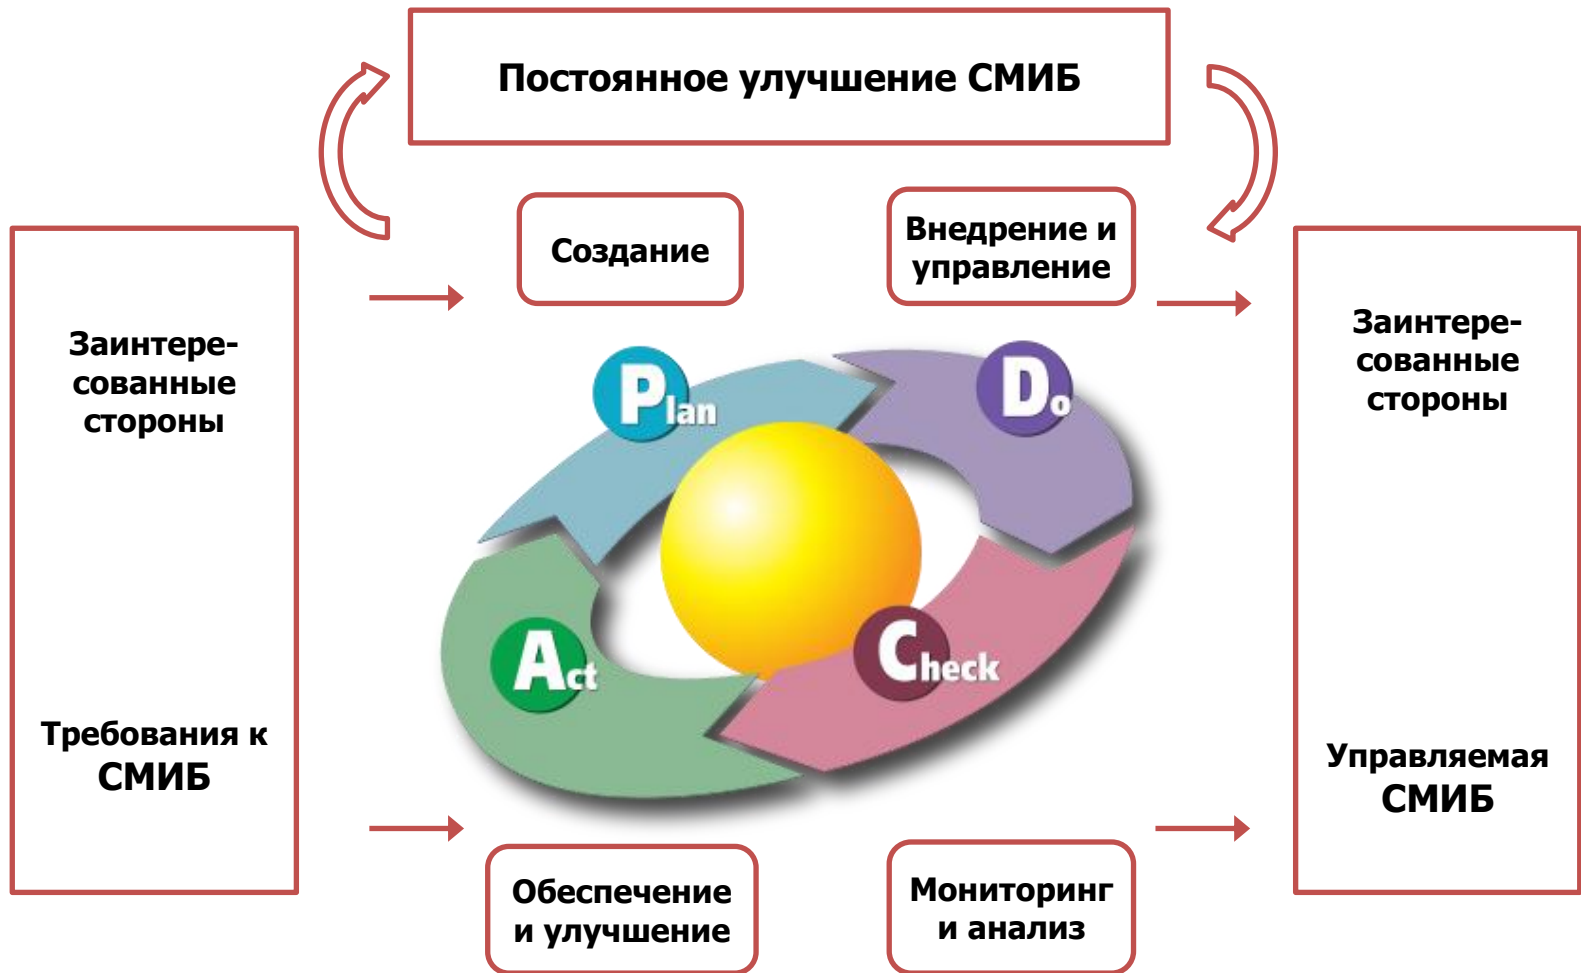 Постоянное улучшение СМИБ
Создание
Внедрение и
управление
Заинтере-
сованные
стороны
Требования к
СМИБ
Plan
Do
Act
Check
Заинтере-
сованные
стороны
Управляемая
СМИБ
Обеспечение
и улучшение
Мониторинг
и анализ